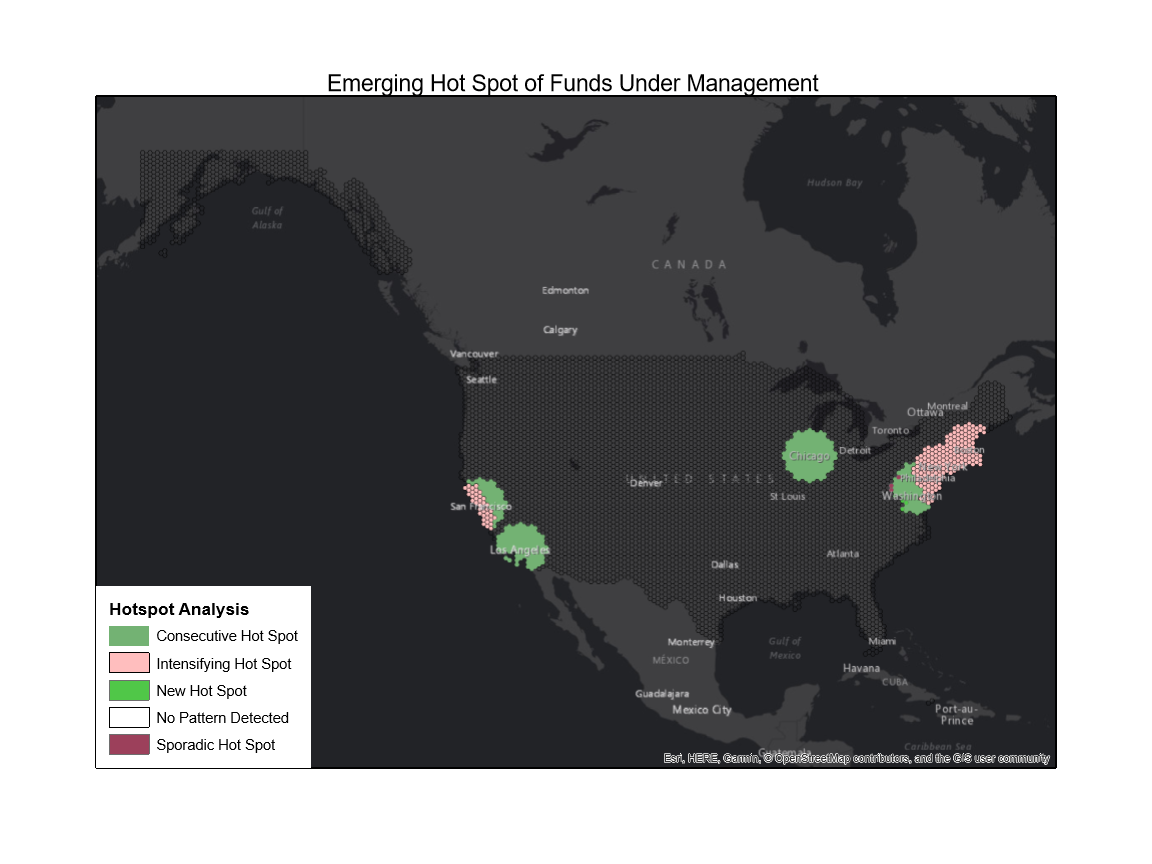 Emerging Hot Spot of Funds Under Management
Hudson Bay
Gulf of
Alaska
CANADA
Edmonton
Calgary
Vancouver
Seattle
Montreal
Ottawa
Toronto
Detroit
Chicago
Philadelphia
Washington
UNITED STATES
Denver
St Louis
San Francisco
Los Angeles
Atlanta
Dallas
Houston
Monterrey
Gulf of
Mexico
Miami
MÉXICO
Havana
CUBA
Guadalajara
Mexico City
Port-au-
Prince
Guatemala
Caribbean Sea
Esri, HERE, Garmin, © OpenStreetMap contributors, and the GIS user community
Hotspot Analysis
Consecutive Hot Spot
Intensifying Hot Spot
New Hot Spot
No Pattern Detected
Sporadic Hot Spot